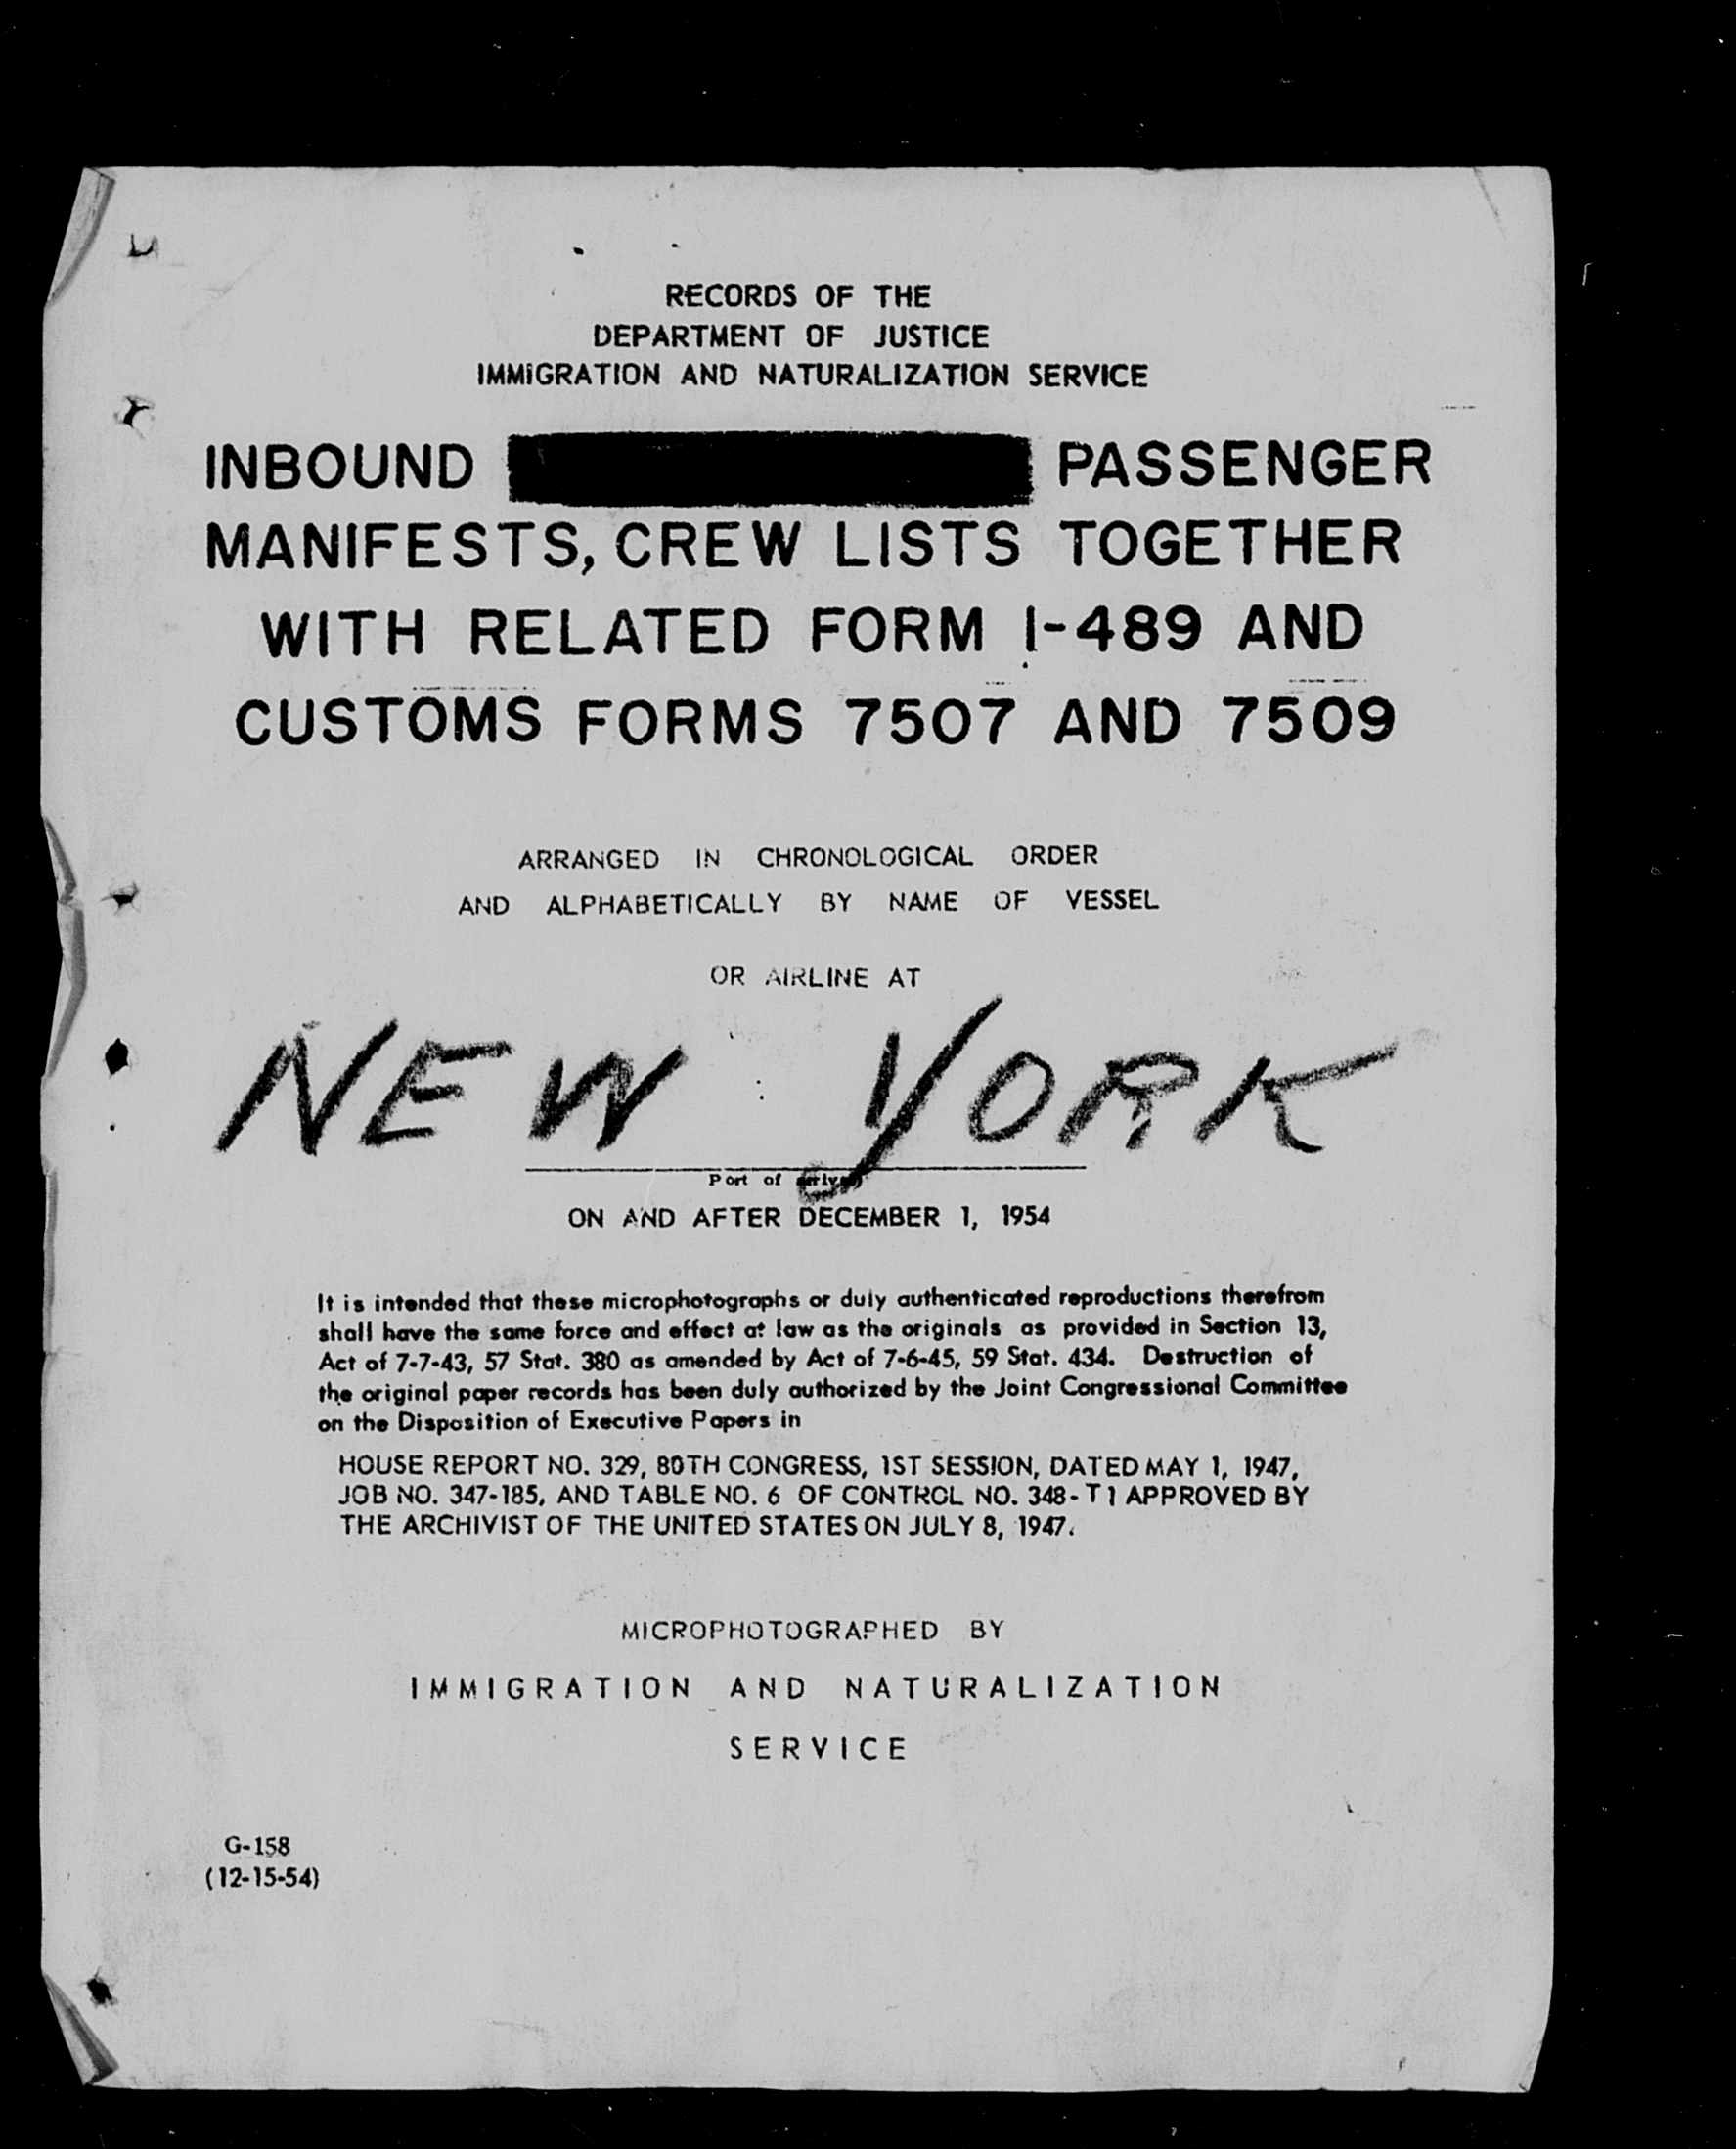 RECORDS OF THE
DEPARTMENT OF JUSTICE
IMMIGRATION AND NATURALIZATION SERVICE
INBOUND PASSENGER
MANIFESTS, CREW LISTS TOGETHER
WITH RELATED FORM I-489 AND
CUSTOMS FORMS 7507 AND 7509
ARRANGED IN CHRONOLOGICAL ORDER
AND ALPHABETICALLY BY NAME OF VESSEL
OR AIRLINE AT
NEW YORK
Port of arrival
ON AND AFTER DECEMBER 1, 1954
It is intended that these microphotographs or duly authenticated reproductions therefrom
shall have the same force and effect at law as the originals as provided in Section 13,
Act of 7-7-43, 57 Stat. 380 as amended by Act of 7-6-45, 59 Stat. 434. Destruction of
the original paper records has been duly authorized by the Joint Congressional Committee
on the Disposition of Executive Papers in
HOUSE REPORT NO. 329, 80TH CONGRESS, 1ST SESSION, DATED MAY 1, 1947,
JOB NO. 347-185, AND TABLE NO. 6 OF CONTROL NO. 348-T1 APPROVED BY
THE ARCHIVIST OF THE UNITED STATES ON JULY 8, 1947.
MICROPHOTOGRAPHED BY
IMMIGRATION AND NATURALIZATION
SERVICE
G-158
(12-15-54)